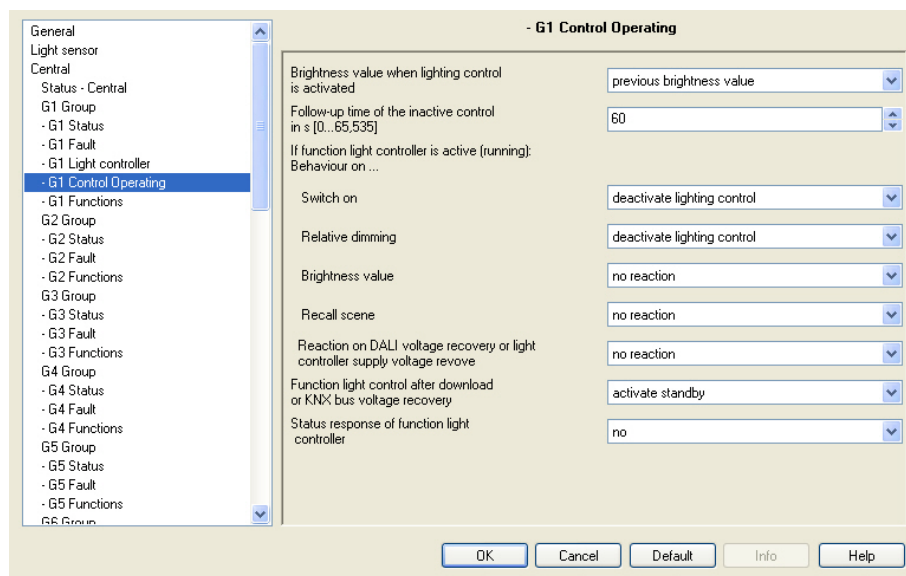 General
Light sensor
Central
Status - Central
G1 Group
- G1 Status
- G1 Fault
- G1 Light controller
- G1 Control Operating
- G1 Functions
G2 Group
- G2 Status
- G2 Fault
- G2 Functions
G3 Group
- G3 Status
- G3 Fault
- G3 Functions
G4 Group
- G4 Status
- G4 Fault
- G4 Functions
G5 Group
- G5 Status
- G5 Fault
- G5 Functions
G6 Group
- G1 Control Operating
Brightness value when lighting control
is activated
previous brightness value
Follow-up time of the inactive control
in s [0...65,535]
60
If function light controller is active (running):
Behaviour on ...
Switch on
deactivate lighting control
Relative dimming
deactivate lighting control
Brightness value
no reaction
Recall scene
no reaction
Reaction on DALI voltage recovery or light
controller supply voltage revove
no reaction
Function light control after download
or KNX bus voltage recovery
activate standby
Status response of function light
controller
no
OK
Cancel
Default
Info
Help